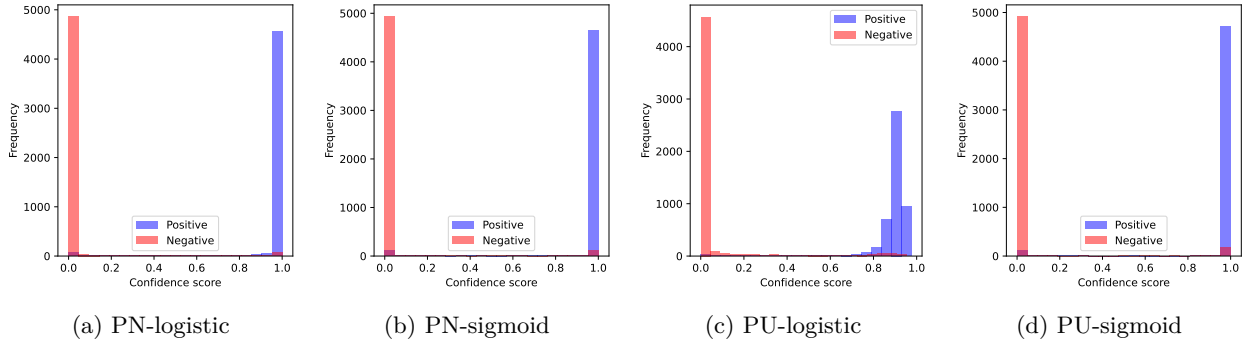 5000
4000
3000
2000
1000
0
Frequency
0.0 0.2 0.4 0.6 0.8 1.0
Confidence score
Positive
Negative
(a) PN-logistic
5000
4000
3000
2000
1000
0
Frequency
0.0 0.2 0.4 0.6 0.8 1.0
Confidence score
Positive
Negative
(b) PN-sigmoid
4000
3000
2000
1000
0
Frequency
0.0 0.2 0.4 0.6 0.8 1.0
Confidence score
Positive
Negative
(c) PU-logistic
5000
4000
3000
2000
1000
0
Frequency
0.0 0.2 0.4 0.6 0.8 1.0
Confidence score
Positive
Negative
(d) PU-sigmoid